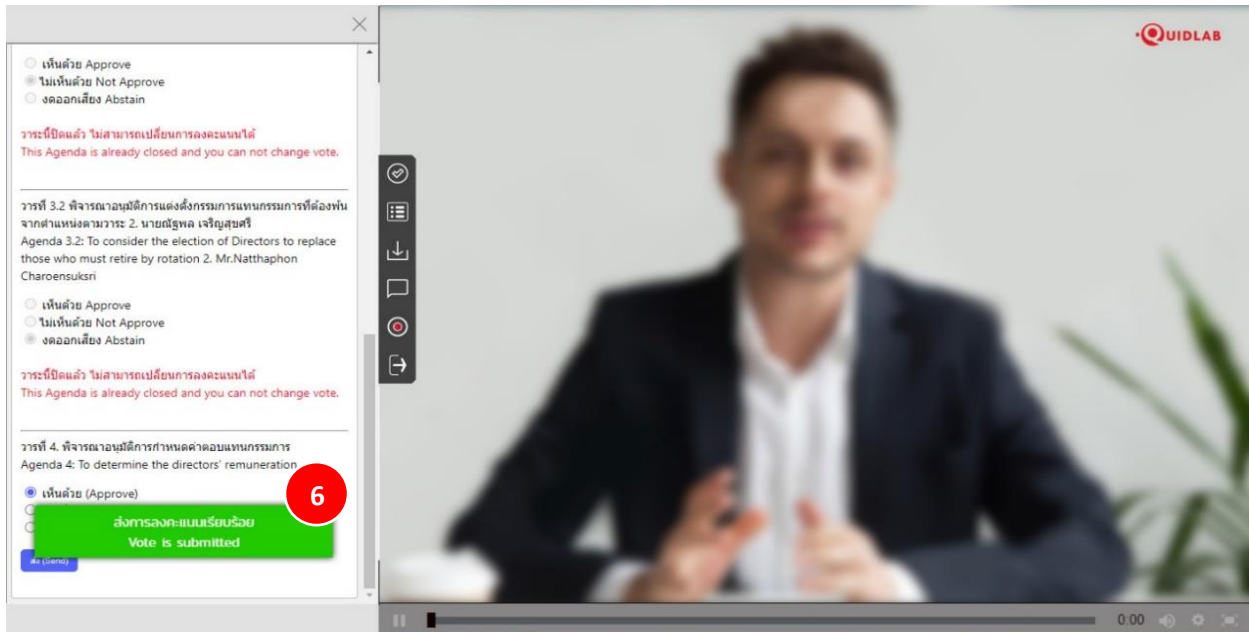 QUIDLAB
เห็นด้วย Approve
ไม่เห็นด้วย Not Approve
งดออกเสียง Abstain
วาระนี้ปิดแล้ว ไม่สามารถเปลี่ยนการลงคะแนนได้
This Agenda is already closed and you can not change vote.
วารที่ 3.2 พิจารณาอนุมัติการแต่งตั้งกรรมการแทนกรรมการที่ต้องพ้น
จากตำแหน่งตามวาระ 2. นายณัฐพล เจริญสุขศรี
Agenda 3.2: To consider the election of Directors to replace
those who must retire by rotation 2. Mr.Natthaphon
Charoensuksri
เห็นด้วย Approve
ไม่เห็นด้วย Not Approve
งดออกเสียง Abstain
วาระนี้ปิดแล้ว ไม่สามารถเปลี่ยนการลงคะแนนได้
This Agenda is already closed and you can not change vote.
วารที่ 4. พิจารณาอนุมัติการกำหนดค่าตอบแทนกรรมการ
Agenda 4: To determine the directors' remuneration
6
เห็นด้วย (Approve)
ส่งการลงคะแนนเรียบร้อย
Vote is submitted
ส่ง (Send)
0:00